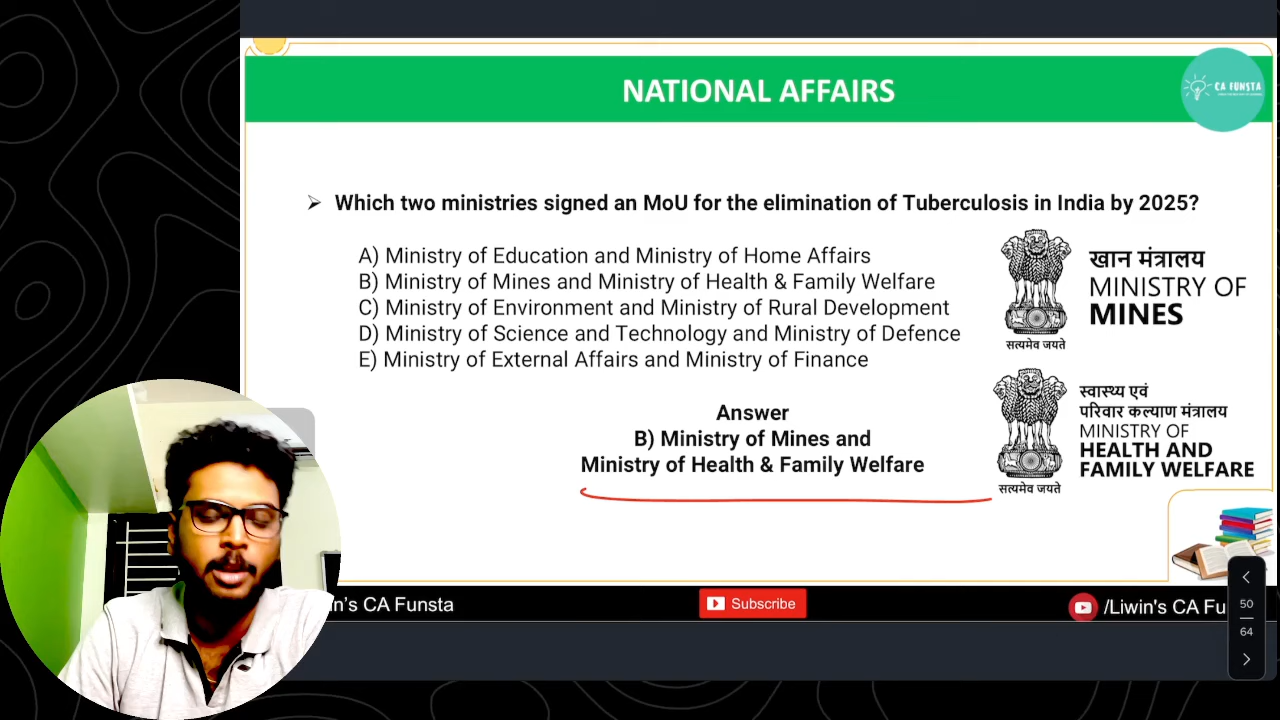 NATIONAL AFFAIRS
CA FUNSTA
➢ Which two ministries signed an MoU for the elimination of Tuberculosis in India by 2025?
A) Ministry of Education and Ministry of Home Affairs
B) Ministry of Mines and Ministry of Health & Family Welfare
C) Ministry of Environment and Ministry of Rural Development
D) Ministry of Science and Technology and Ministry of Defence
E) Ministry of External Affairs and Ministry of Finance
खान मंत्रालय
MINISTRY OF
MINES
सत्यमेव जयते
Answer
B) Ministry of Mines and
Ministry of Health & Family Welfare
स्वास्थ्य एवं
परिवार कल्याण मंत्रालय
MINISTRY OF
HEALTH AND
FAMILY WELFARE
सत्यमेव जयते
in's CA Funsta
Subscribe
/Liwin's CA Fu
50
64